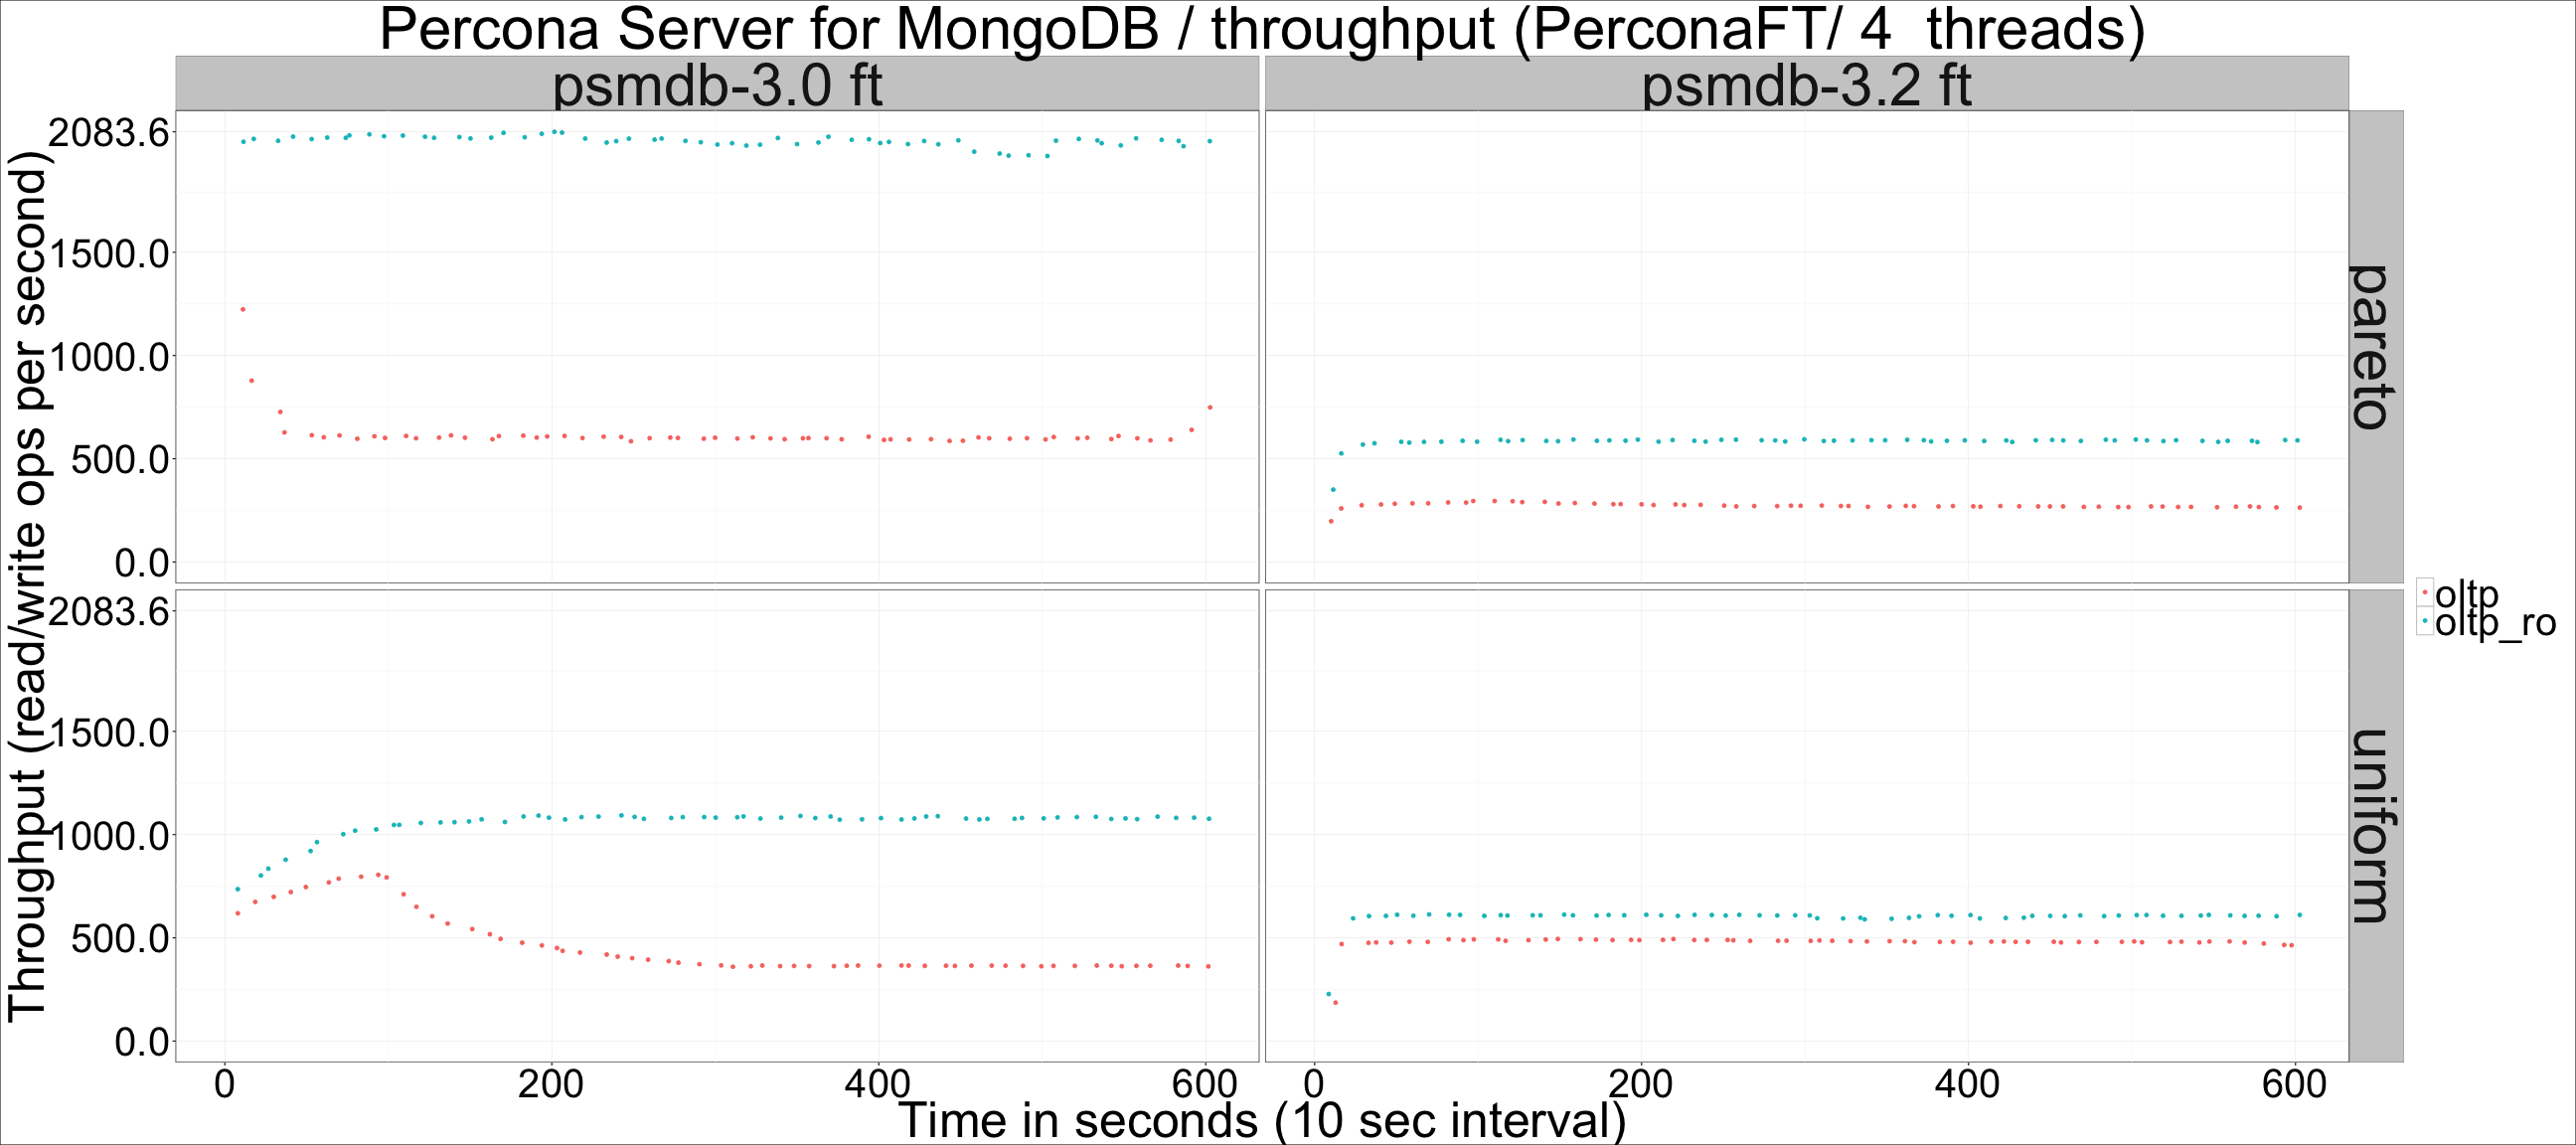 Percona Server for MongoDB / throughput (PerconaFT/ 4  threads)
psmdb-3.0 ft
psmdb-3.2 ft
Throughput (read/write ops per second)
2083.6
1500.0
1000.0
500.0
0.0
pareto
2083.6
1500.0
1000.0
500.0
0.0
uniform
oltp
oltp_ro
0 200 400 600
0 200 400 600
Time in seconds (10 sec interval)